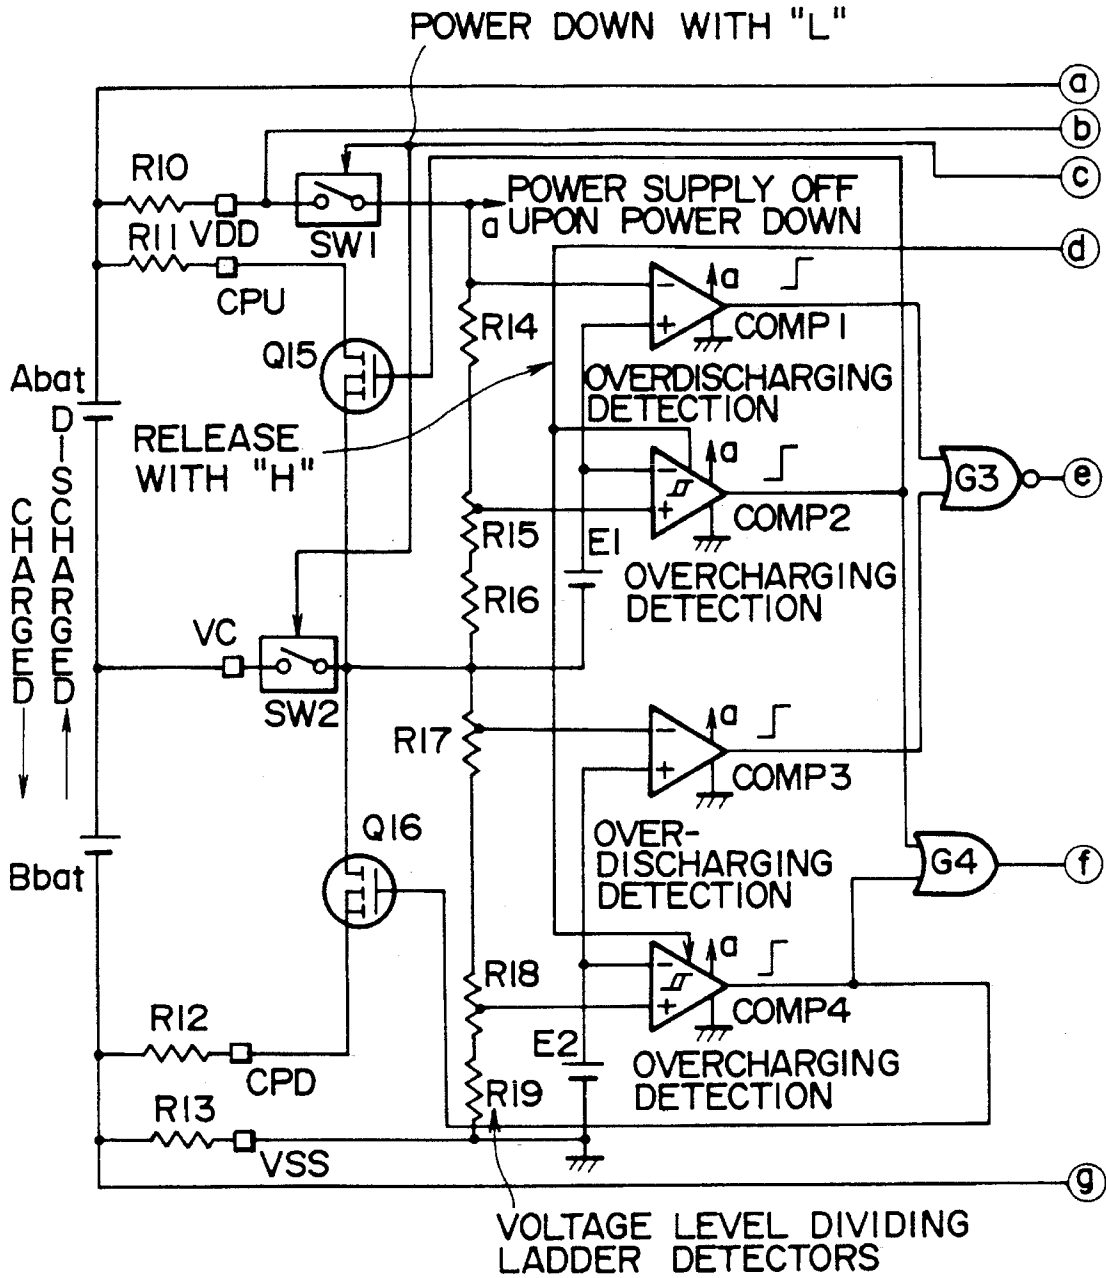 POWER DOWN WITH "L"
a
b
c
R10
VDD
SW1
POWER SUPPLY OFF
a UPON POWER DOWN
R11
CPU
d
a
COMP1
R14
Q15
OVERDISCHARGING
DETECTION
Abat
RELEASE
WITH "H"
a
COMP2
G3
e
R15
E1
R16
OVERCHARGING
DETECTION
CHARGED
DISCHARGED
VC
SW2
R17
a
COMP3
Q16
OVER-
DISCHARGING
DETECTION
Bbat
G4
f
R18
a
COMP4
R12
CPD
E2
OVERCHARGING
DETECTION
R19
R13
VSS
g
VOLTAGE LEVEL DIVIDING
LADDER DETECTORS